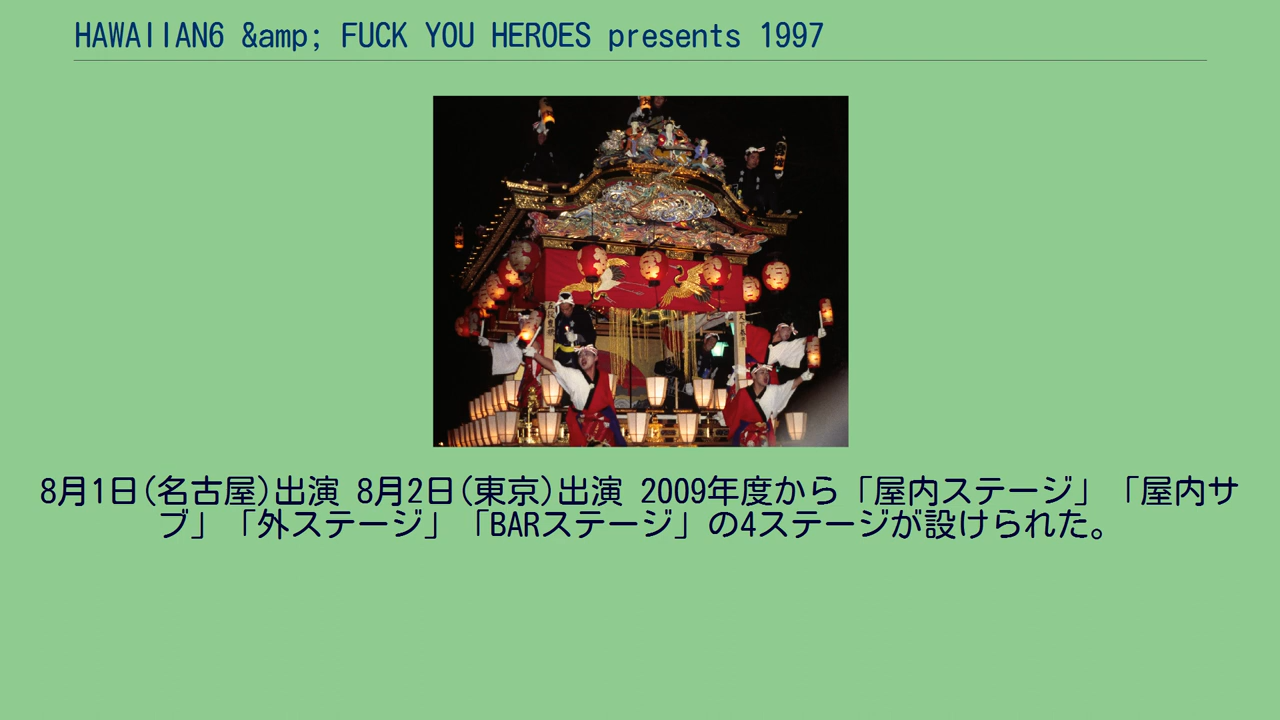 HAWAIIAN6 &amp; FUCK YOU HEROES presents 1997
8月1日(名古屋)出演 8月2日(東京)出演 2009年度から「屋内ステージ」「屋内サ
ブ」「外ステージ」「BARステージ」の4ステージが設けられた。